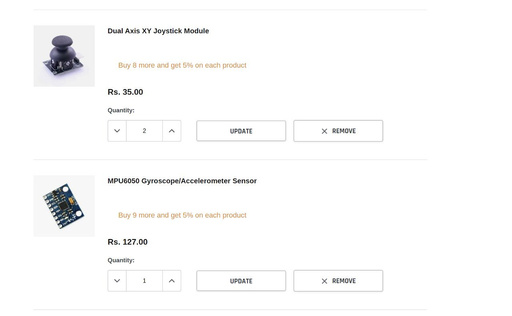 Dual Axis XY Joystick Module
Buy 8 more and get 5% on each product
Rs. 35.00
Quantity:
2
UPDATE
REMOVE
MPU6050 Gyroscope/Accelerometer Sensor
Buy 9 more and get 5% on each product
Rs. 127.00
Quantity:
1
UPDATE
REMOVE